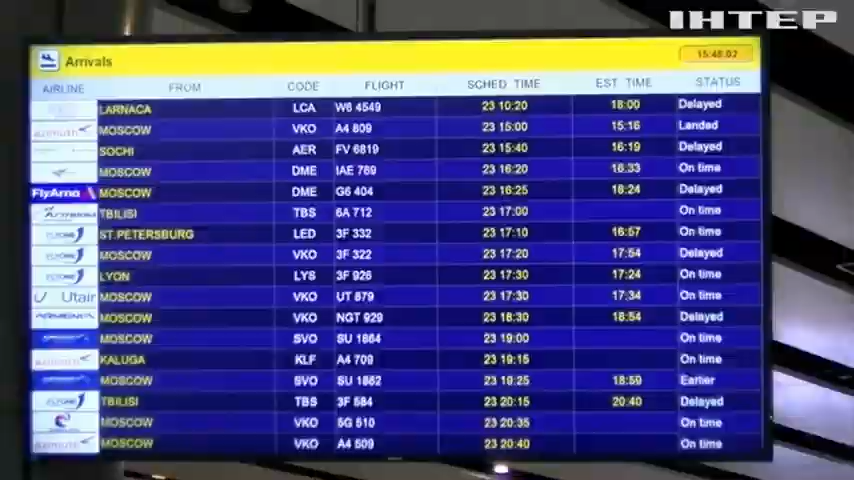 ІНТЕР
Arrivals 15:48:02
AIRLINE FROM CODE FLIGHT SCHED TIME EST TIME STATUS
LARNACA LCA W6 4549 23 10:20 18:00 Delayed
azimuth MOSCOW VKO A4 809 23 15:00 15:16 Landed
SOCHI AER FV 6819 23 15:40 16:19 Delayed
MOSCOW DME IAE 769 23 16:20 16:33 On time
FlyArna MOSCOW DME G6 404 23 16:25 18:24 Delayed
TBILISI TBS 6A 712 23 17:00 On time
FLYONE ST.PETERSBURG LED 3F 332 23 17:10 16:57 On time
FLYONE MOSCOW VKO 3F 322 23 17:20 17:54 Delayed
FLYONE LYON LYS 3F 926 23 17:30 17:24 On time
Utair MOSCOW VKO UT 879 23 17:30 17:34 On time
ARMENIA MOSCOW VKO NGT 929 23 18:30 18:54 Delayed
MOSCOW SVO SU 1864 23 19:00 On time
azimuth KALUGA KLF A4 709 23 19:15 On time
MOSCOW SVO SU 1862 23 19:25 18:59 Earlier
FLYONE TBILISI TBS 3F 584 23 20:15 20:40 Delayed
MOSCOW VKO 5G 510 23 20:35 On time
azimuth MOSCOW VKO A4 509 23 20:40 On time